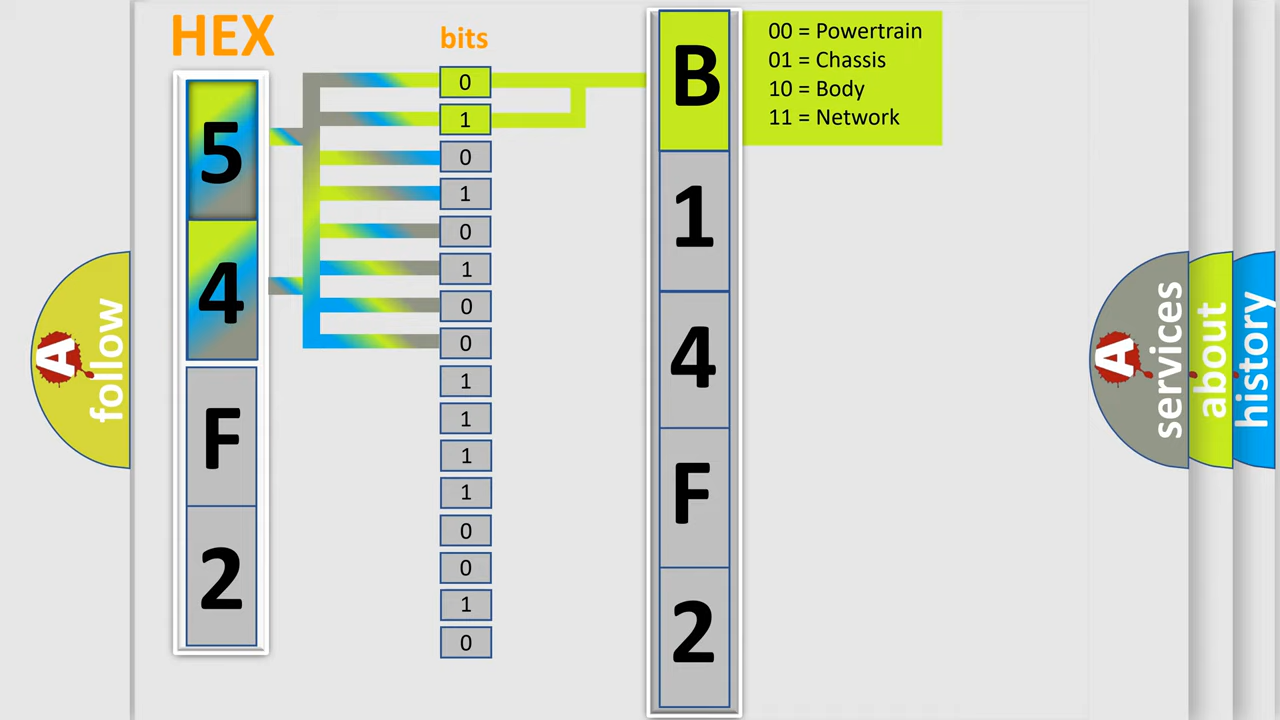 HEX
bits
5
4
F
2
0
1
0
1
0
1
0
0
1
1
1
1
0
0
1
0
B
1
4
F
2
00 = Powertrain
01 = Chassis
10 = Body
11 = Network
A
follow
A
services
about
history